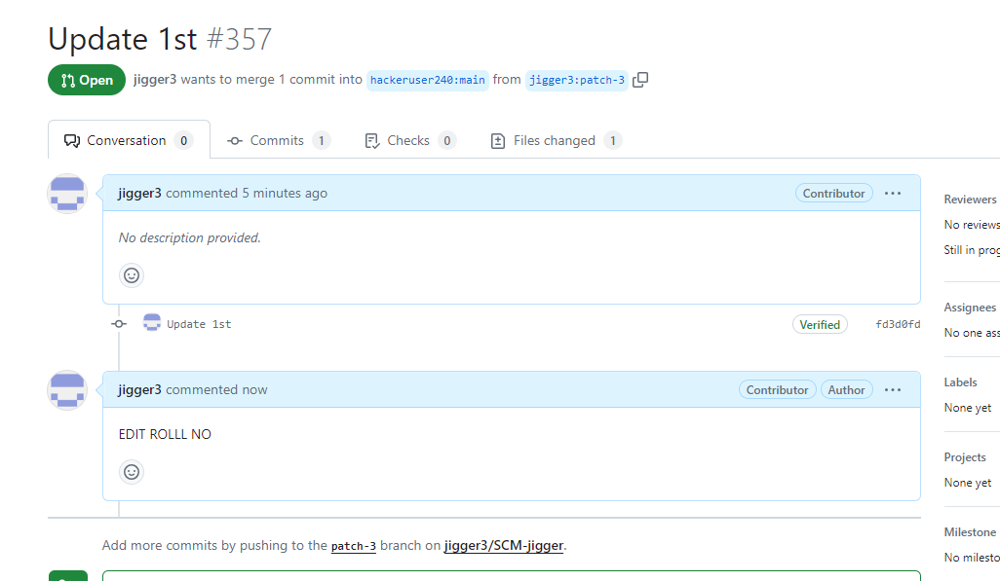 Update 1st #357
Open jigger3 wants to merge 1 commit into hackeruser240:main from jigger3:patch-3
Conversation 0 Commits 1 Checks 0 Files changed 1
jigger3 commented 5 minutes ago Contributor
No description provided.
Update 1st Verified fd3d0fd
jigger3 commented now Contributor Author
EDIT ROLLL NO
Add more commits by pushing to the patch-3 branch on jigger3/SCM-jigger.
Reviewers
No reviews
Still in prog
Assignees
No one ass
Labels
None yet
Projects
None yet
Milestone
No milesto